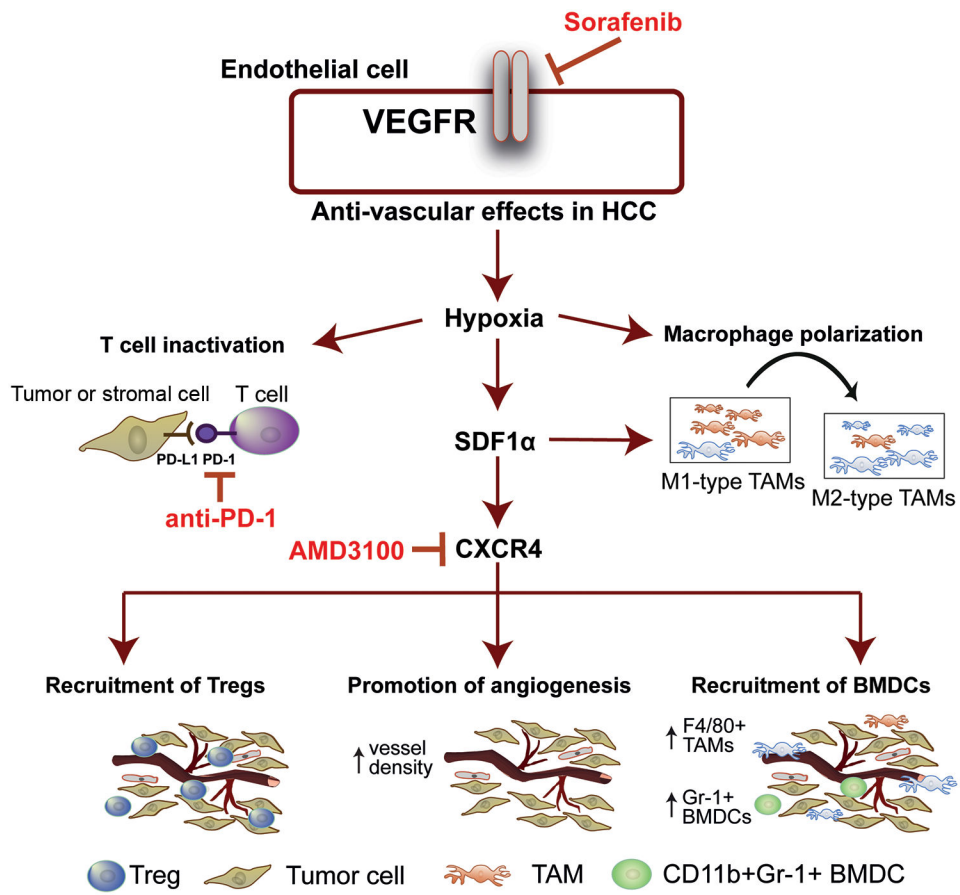 Sorafenib
Endothelial cell
VEGFR
Anti-vascular effects in HCC
Hypoxia
T cell inactivation
Macrophage polarization
Tumor or stromal cell
T cell
PD-L1 PD-1
anti-PD-1
SDF1α
M1-type TAMs
M2-type TAMs
AMD3100
CXCR4
Recruitment of Tregs
Promotion of angiogenesis
Recruitment of BMDCs
↑ vessel
density
↑ F4/80+
TAMs
↑ Gr-1+
BMDCs
Treg
Tumor cell
TAM
CD11b+Gr-1+ BMDC